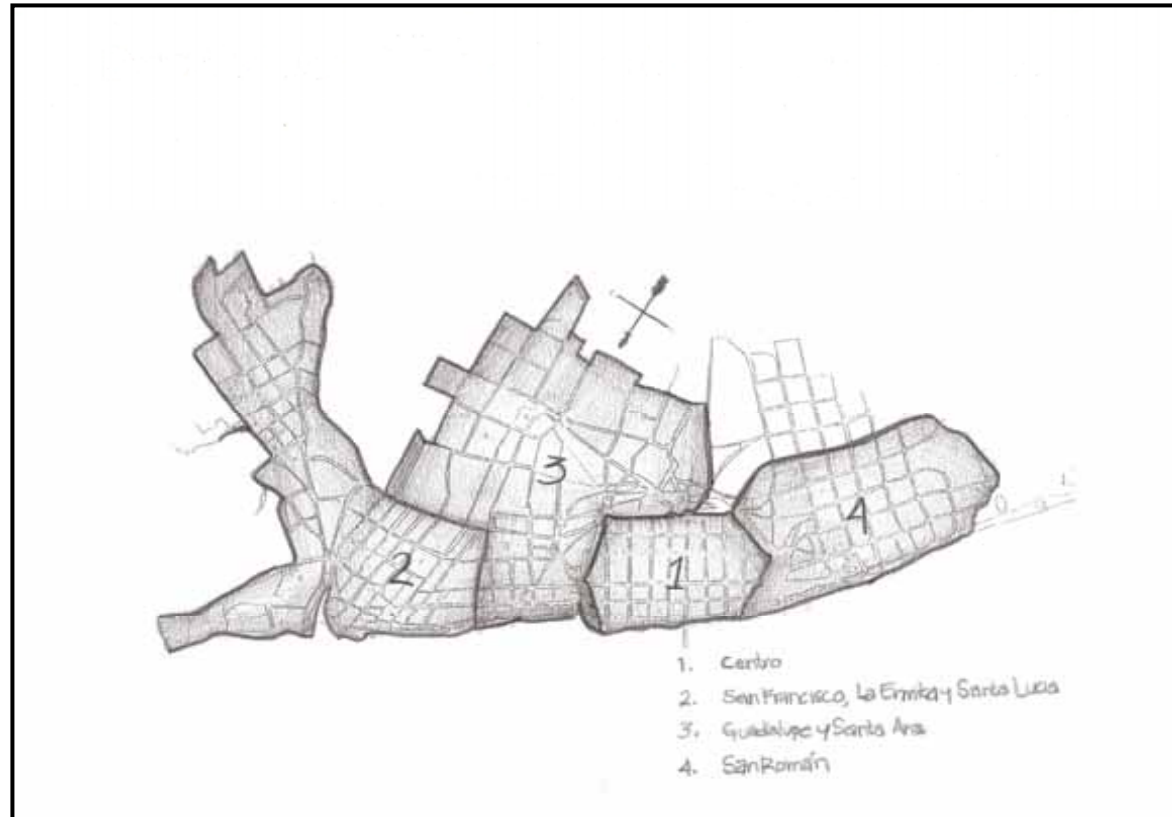 3
4
2
1
1. Centro
2. San Francisco, La Ermita y Santa Lucia
3. Guadalupe y Santa Ana
4. San Román